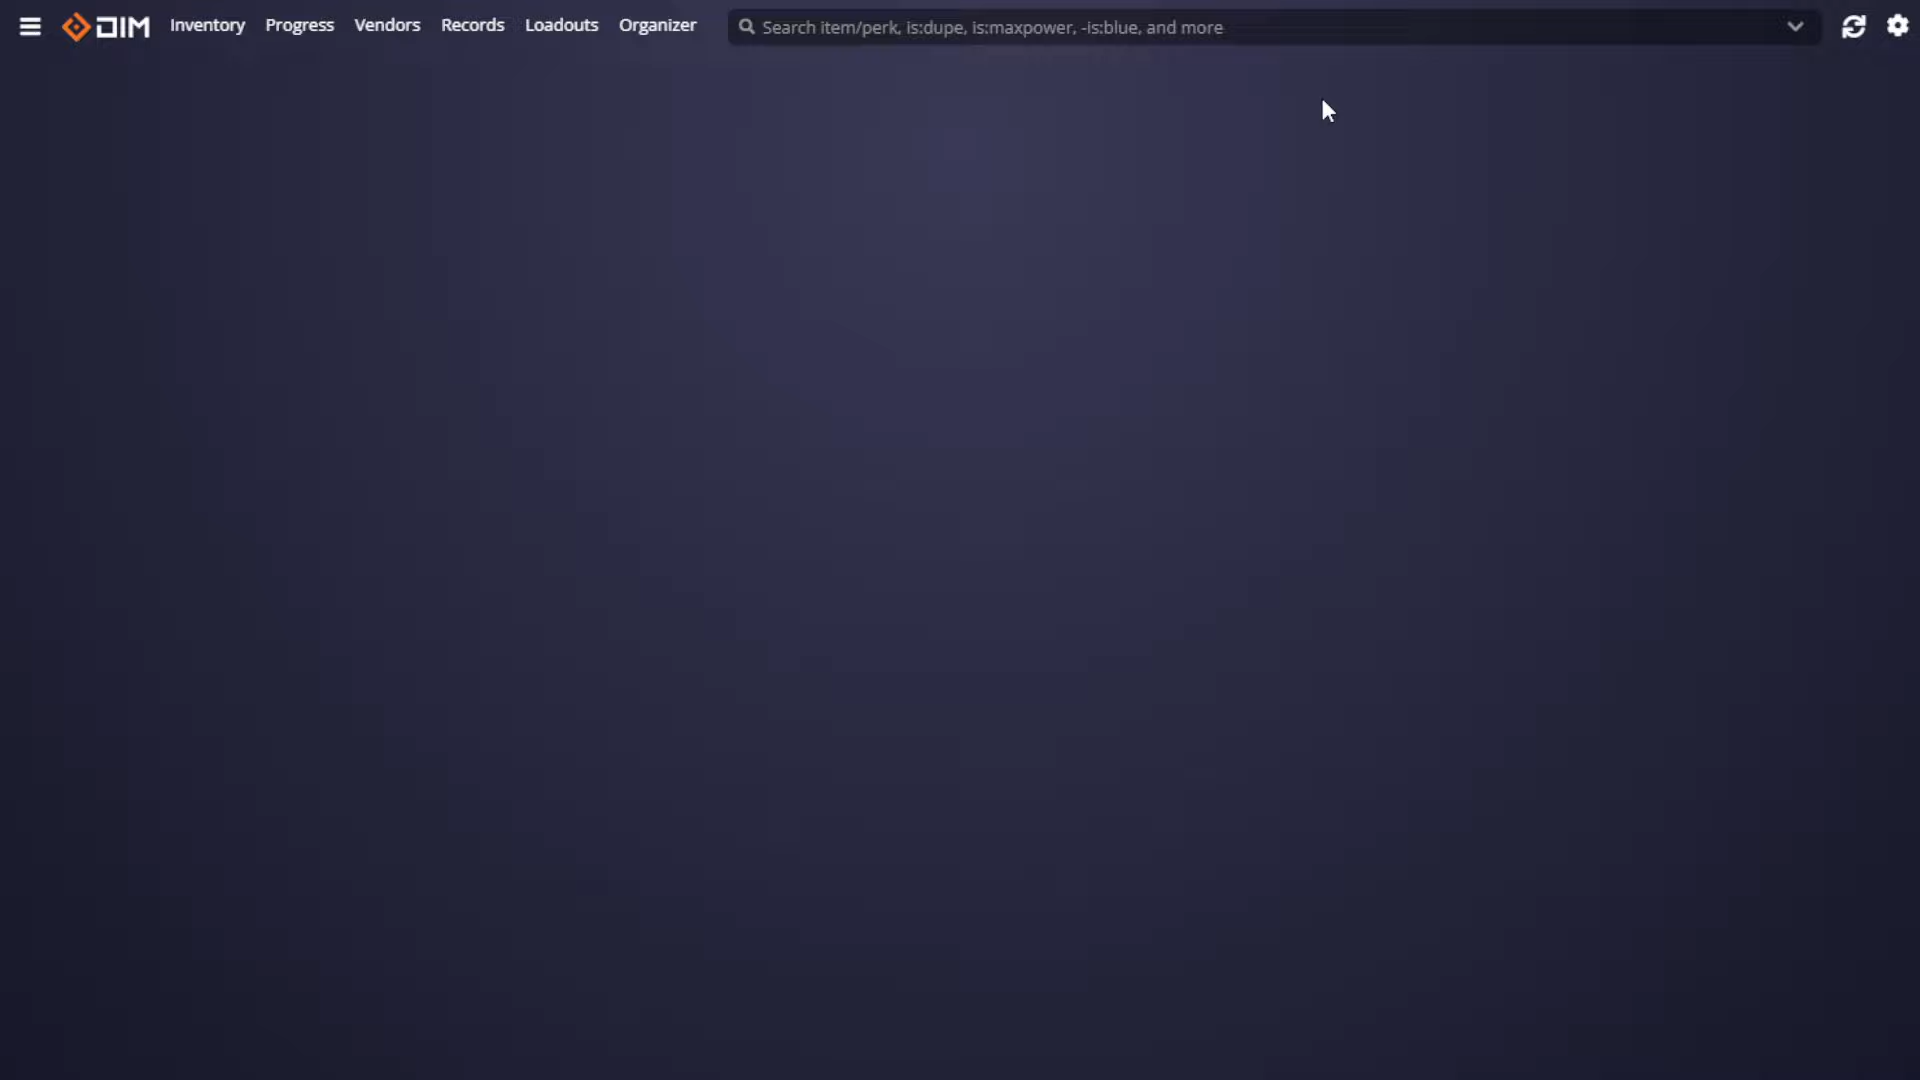 DIM Inventory Progress Vendors Records Loadouts Organizer Search item/perk, is:dupe, is:maxpower, -is:blue, and more